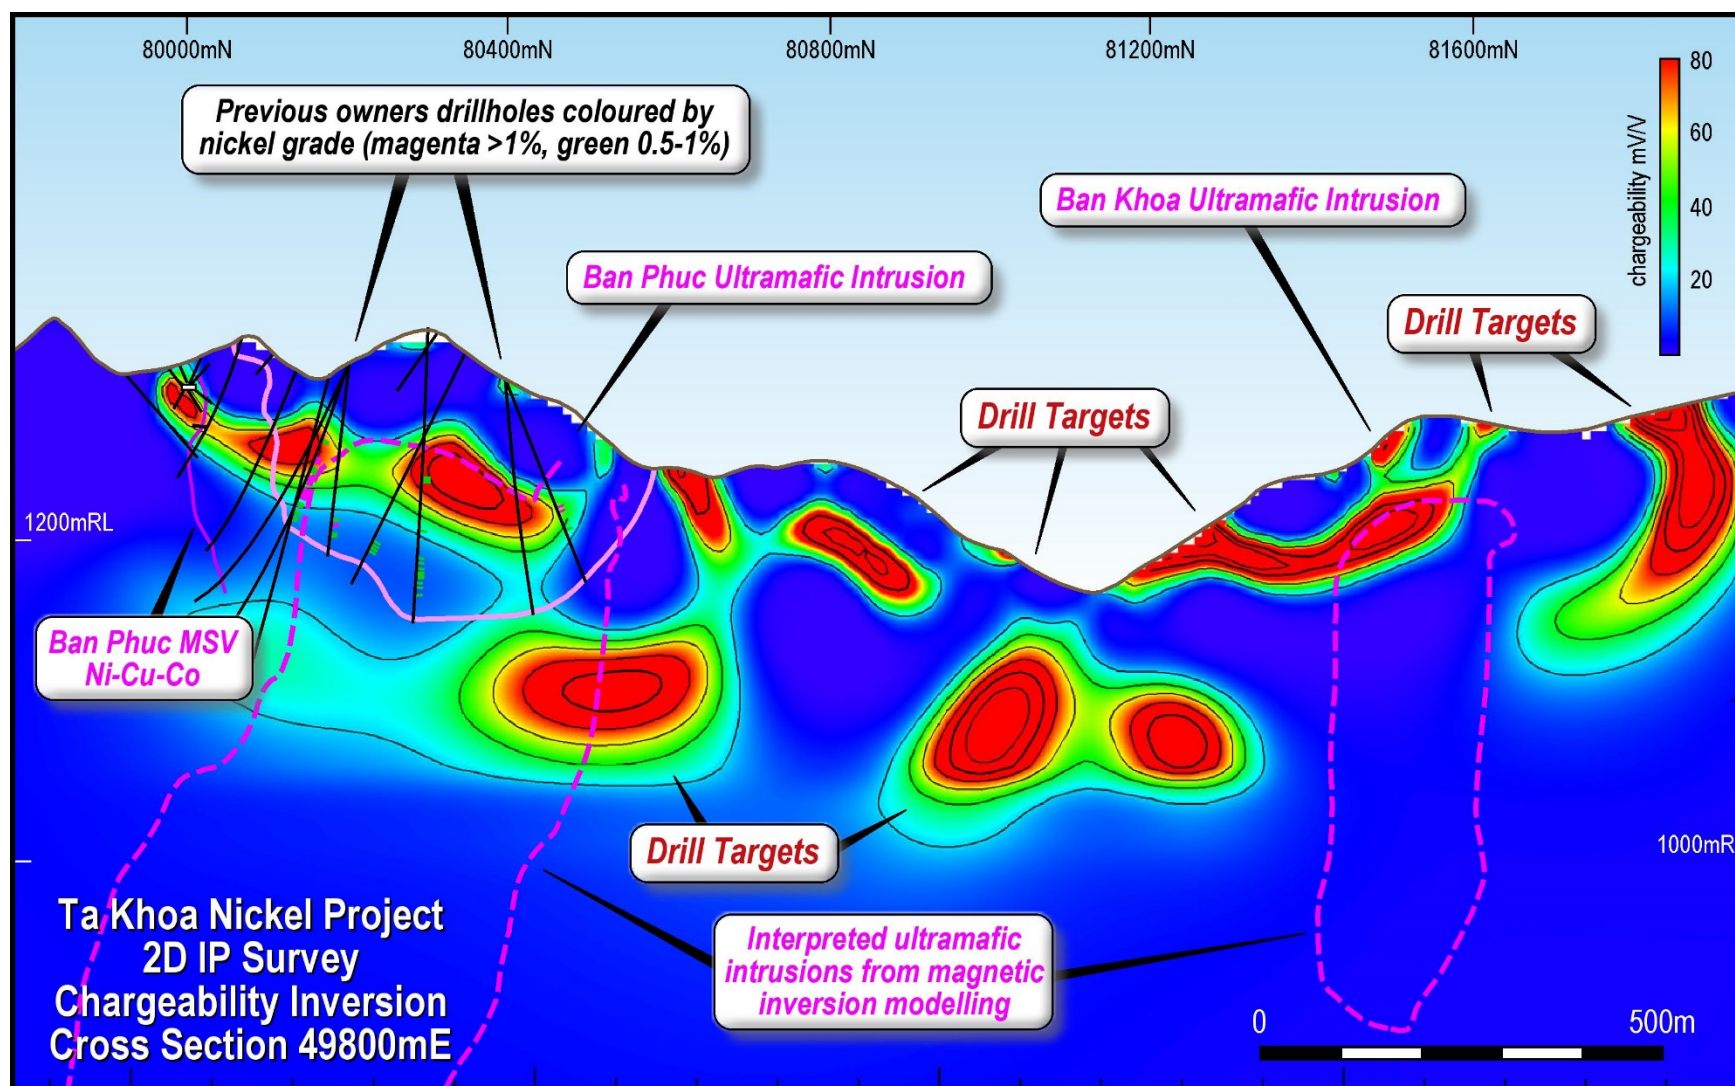 80000mN
80400mN
80800mN
81200mN
81600mN
80
60
40
20
chargeability mV/V
Previous owners drillholes coloured by
nickel grade (magenta >1%, green 0.5-1%)
Ban Khoa Ultramafic Intrusion
Ban Phuc Ultramafic Intrusion
Drill Targets
Drill Targets
1200mRL
Ban Phuc MSV
Ni-Cu-Co
Drill Targets
1000mR
Interpreted ultramafic
intrusions from magnetic
inversion modelling
Ta Khoa Nickel Project
2D IP Survey
Chargeability Inversion
Cross Section 49800mE
0
500m